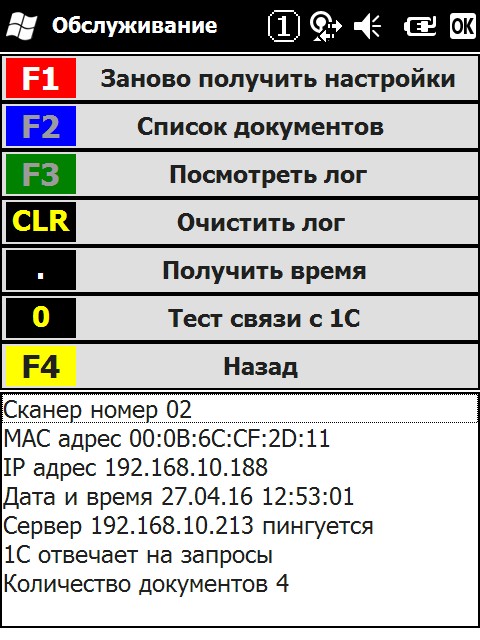 Обслуживание 1 OK
F1 Заново получить настройки
F2 Список документов
F3 Посмотреть лог
CLR Очистить лог
. Получить время
0 Тест связи с 1С
F4 Назад
Сканер номер 02
MAC адрес 00:0B:6C:CF:2D:11
IP адрес 192.168.10.188
Дата и время 27.04.16 12:53:01
Сервер 192.168.10.213 пингуется
1С отвечает на запросы
Количество документов 4